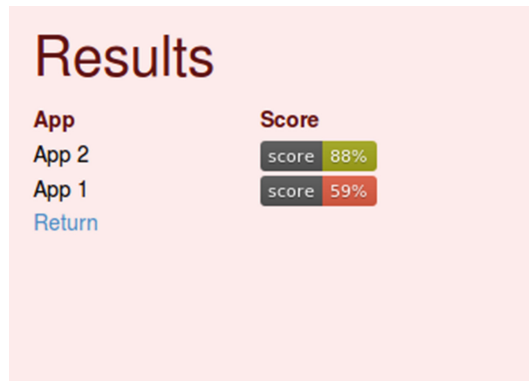 Results
App Score
App 2 score 88%
App 1 score 59%
Return